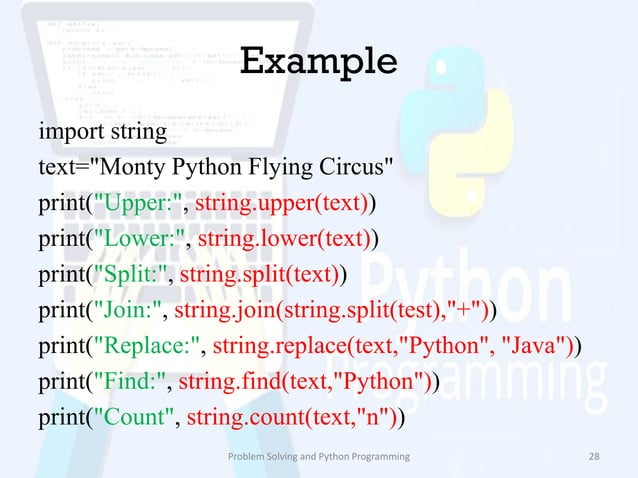 Example
import string
text="Monty Python Flying Circus"
print("Upper:", string.upper(text))
print("Lower:", string.lower(text))
print("Split:", string.split(text))
print("Join:", string.join(string.split(test),"+"))
print("Replace:", string.replace(text,"Python", "Java"))
print("Find:", string.find(text,"Python"))
print("Count", string.count(text,"n"))
Python
Programming
Problem Solving and Python Programming
28